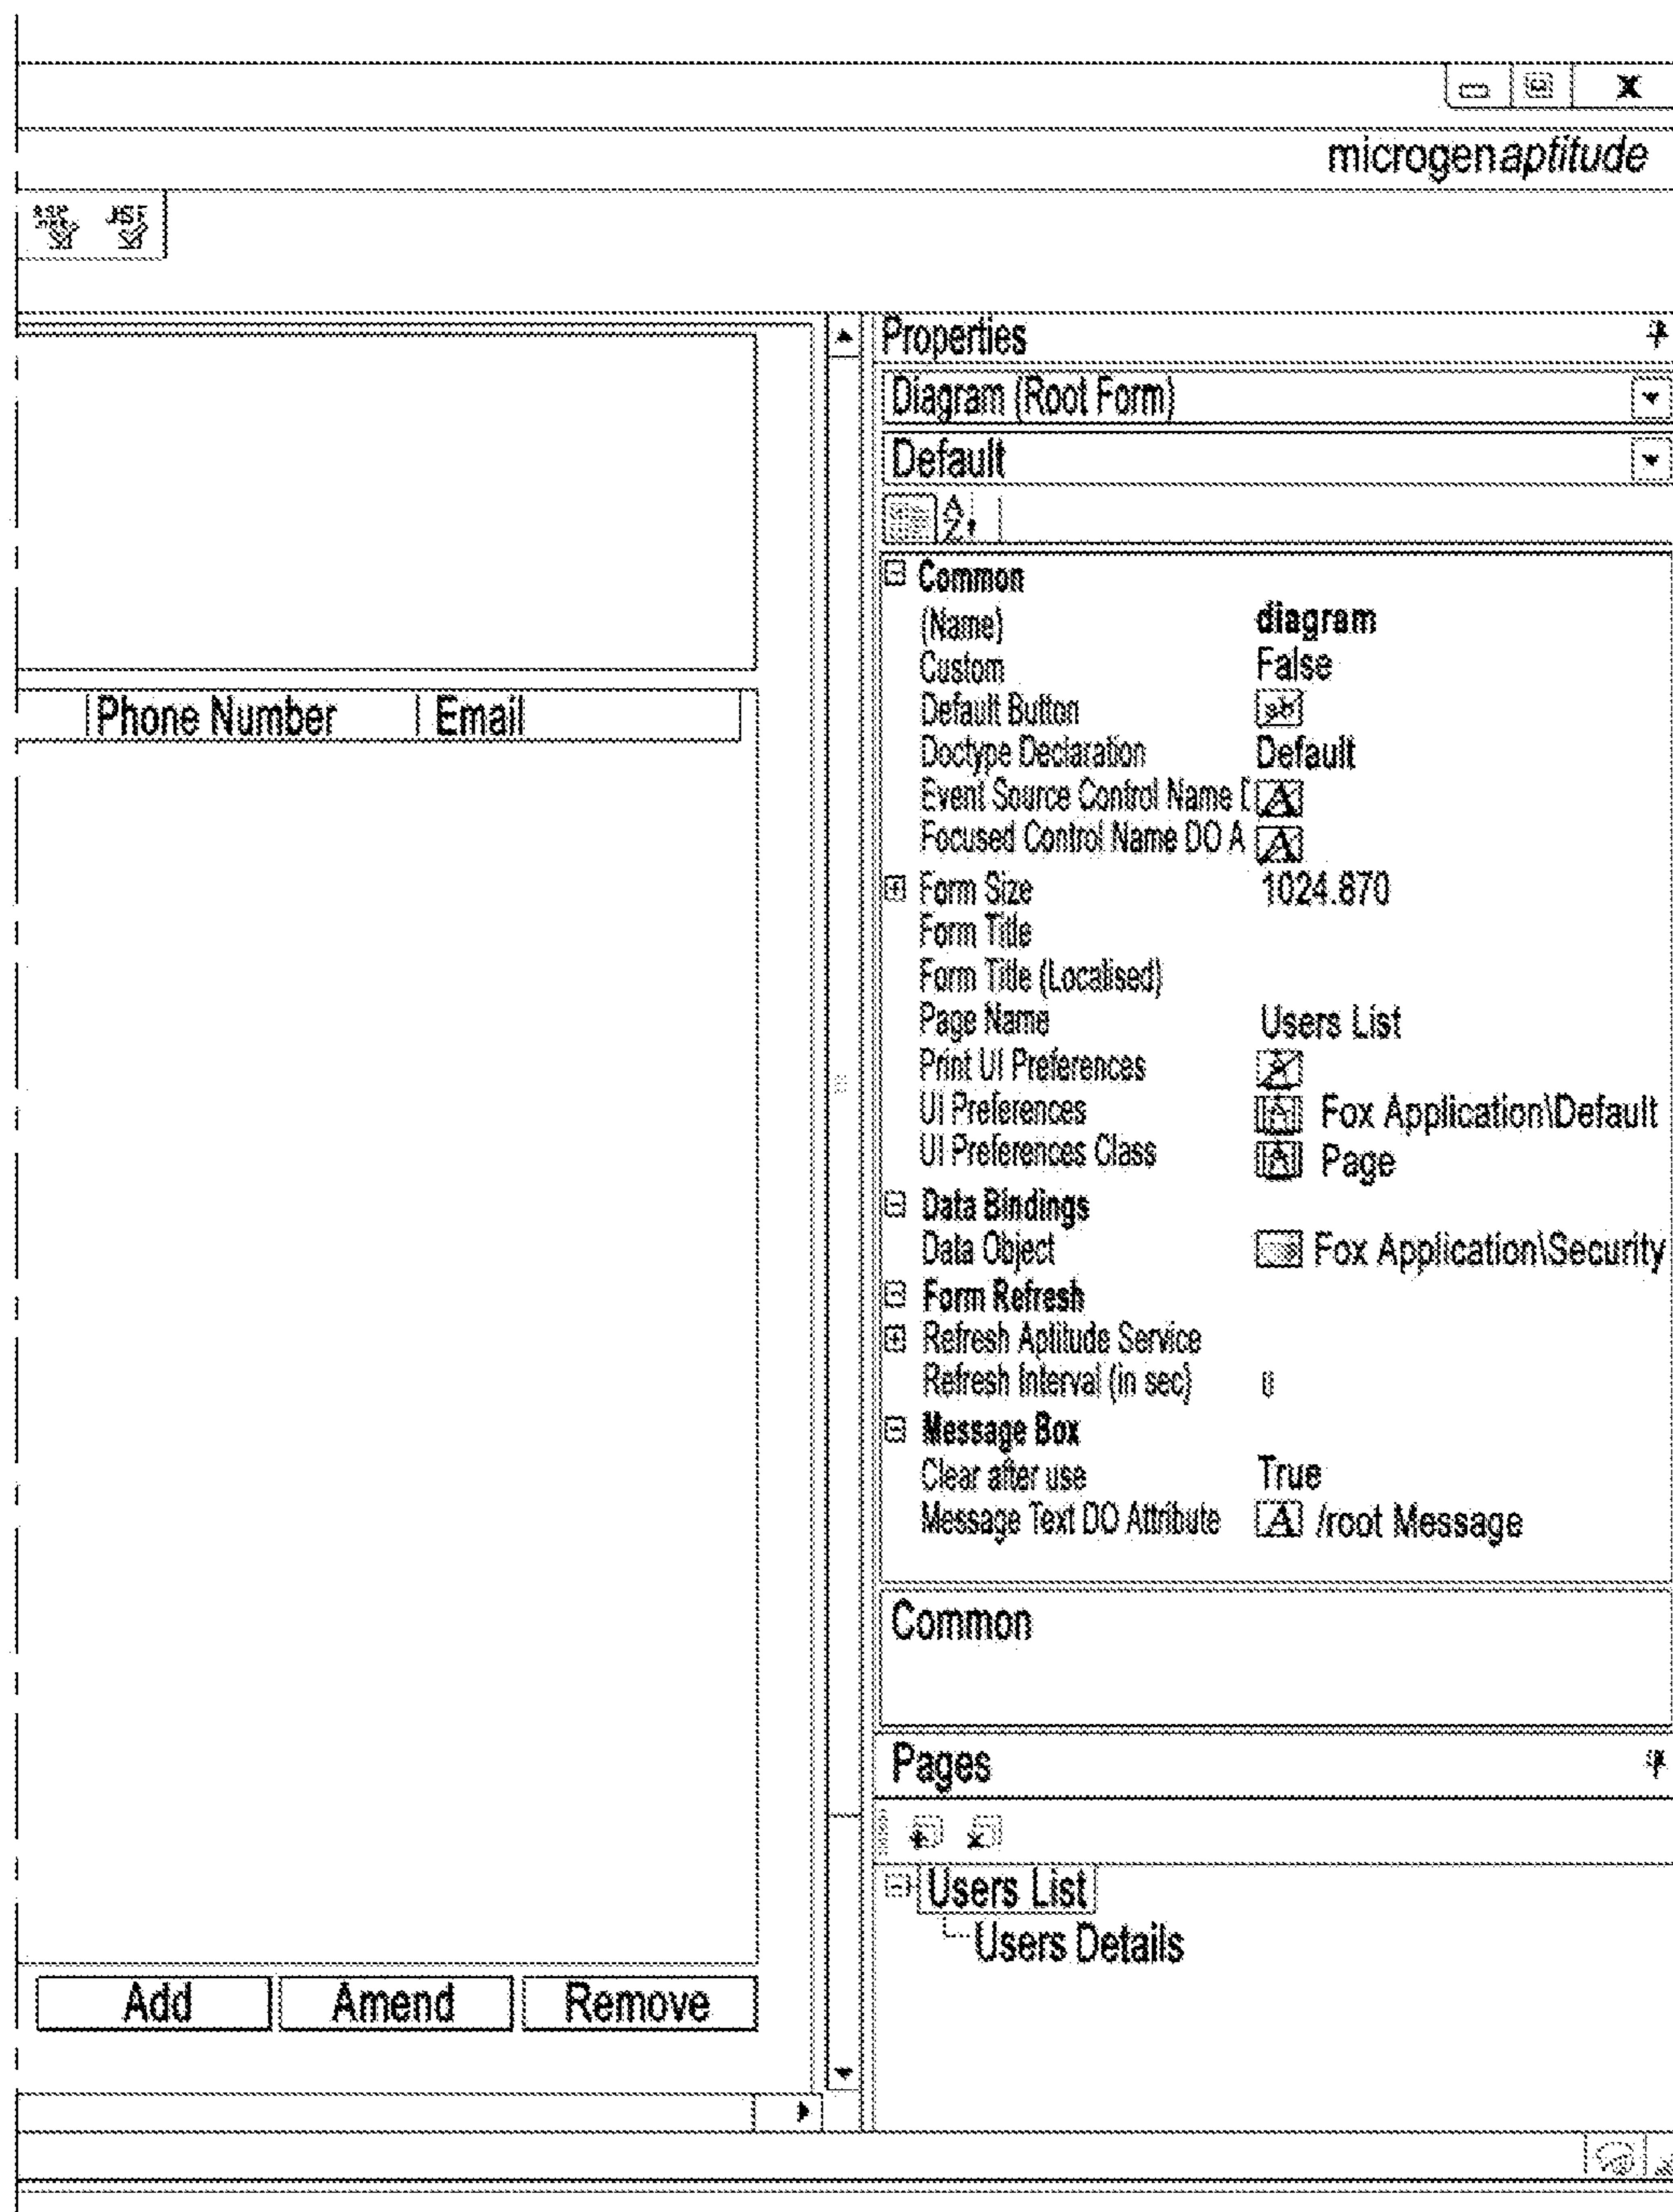 microgenaptitude
JSF
Properties
Diagram (Root Form)
Default
Common
(Name) diagram
Custom False
Default Button ab
Doctype Declaration Default
Event Source Control Name D A
Focused Control Name DO A A
Form Size 1024.870
Form Title
Form Title (Localised)
Page Name Users List
Print UI Preferences
UI Preferences A Fox Application\Default
UI Preferences Class A Page
Data Bindings
Data Object Fox Application\Security
Form Refresh
Refresh Aptitude Service
Refresh Interval (in sec) 0
Message Box
Clear after use True
Message Text DO Attribute A /root Message
Common
Phone Number Email
Add Amend Remove
Pages
Users List
Users Details